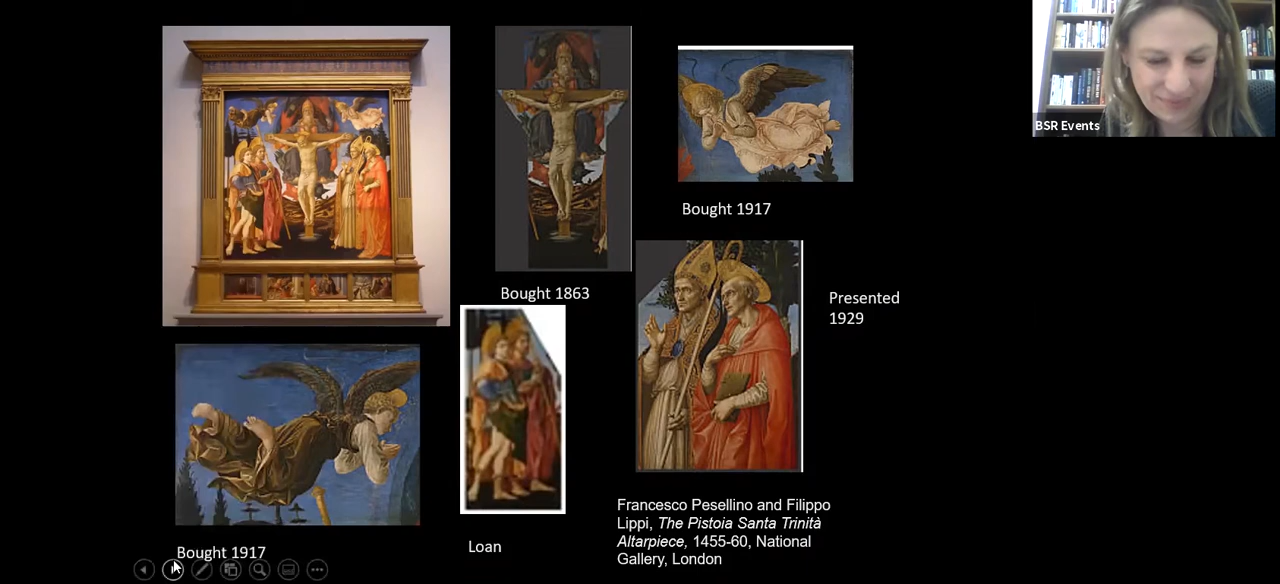 BSR Events
Bought 1917
Bought 1863
Presented
1929
Francesco Pesellino and Filippo
Lippi, The Pistoia Santa Trinità
Altarpiece, 1455-60, National
Gallery, London
Loan
Bought 1917